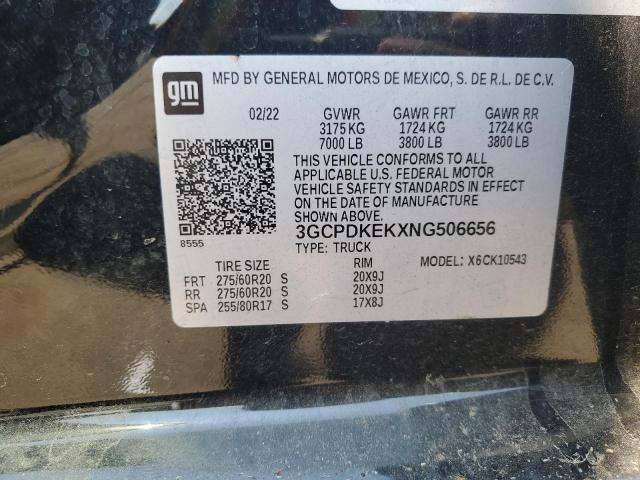 gm
MFD BY GENERAL MOTORS DE MEXICO, S. DE R.L. DE C.V.
02/22 GVWR GAWR FRT GAWR RR
3175 KG 1724 KG 1724 KG
7000 LB 3800 LB 3800 LB
THIS VEHICLE CONFORMS TO ALL
APPLICABLE U.S. FEDERAL MOTOR
VEHICLE SAFETY STANDARDS IN EFFECT
ON THE DATE OF MANUFACTURE
SHOWN ABOVE.
8555 3GCPDKEKXNG506656
TYPE: TRUCK MODEL: X6CK10543
TIRE SIZE RIM
FRT 275/60R20 S 20X9J
RR 275/60R20 S 20X9J
SPA 255/80R17 S 17X8J